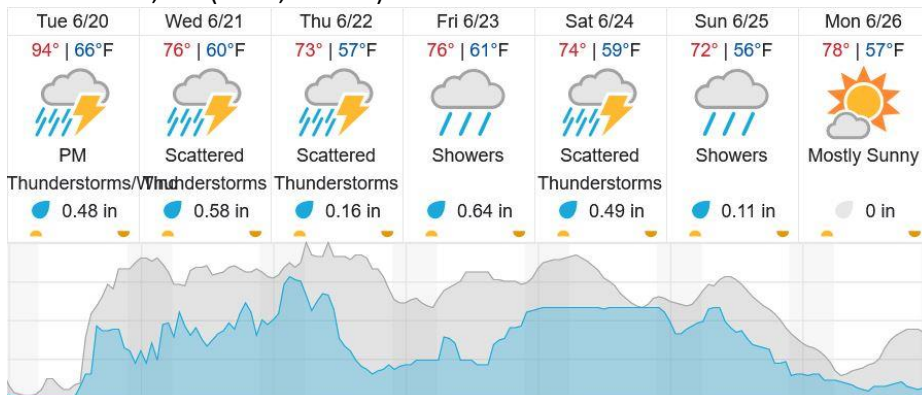 Tue 6/20 Wed 6/21 Thu 6/22 Fri 6/23 Sat 6/24 Sun 6/25 Mon 6/26
94° | 66°F 76° | 60°F 73° | 57°F 76° | 61°F 74° | 59°F 72° | 56°F 78° | 57°F
PM Scattered Scattered Showers Scattered Showers Mostly Sunny
Thunderstorms/Wind Thunderstorms Thunderstorms Thunderstorms
0.48 in 0.58 in 0.16 in 0.64 in 0.49 in 0.11 in 0 in